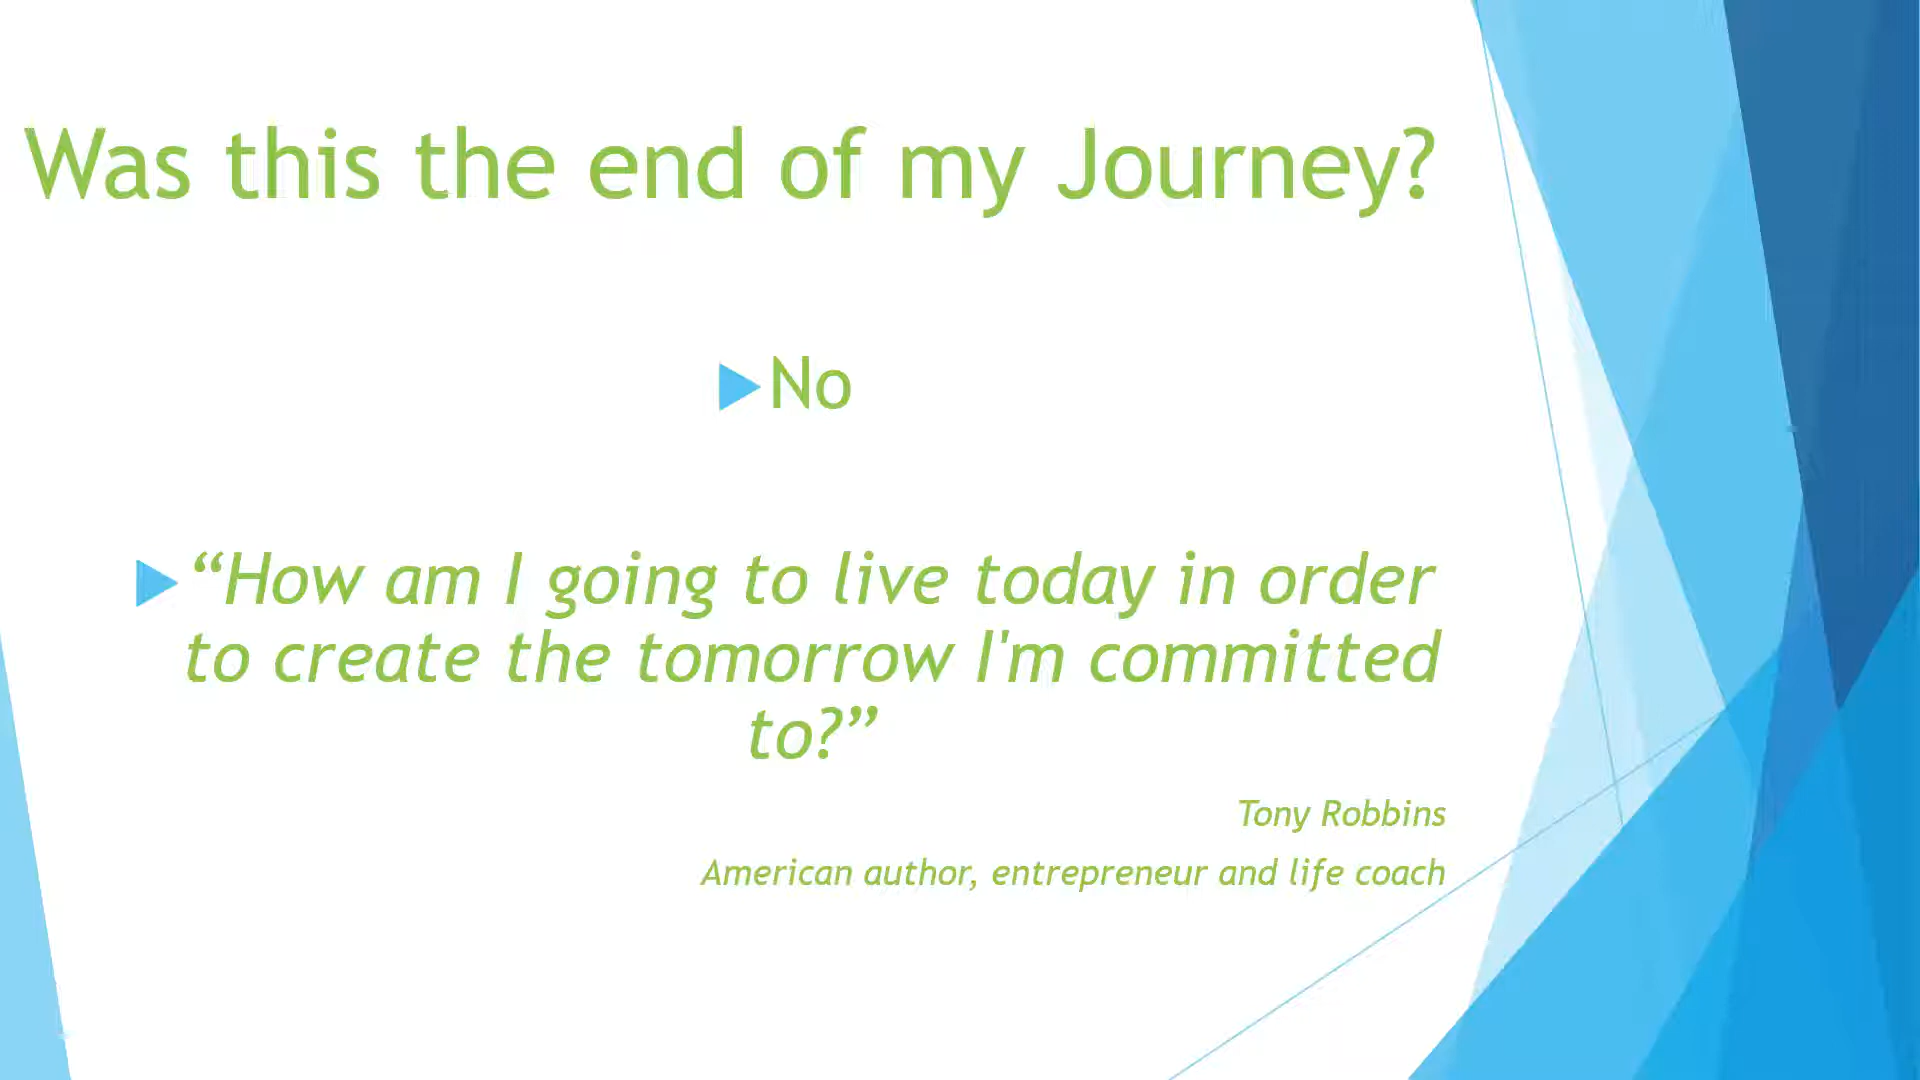 Was this the end of my Journey?
No
“How am I going to live today in order
to create the tomorrow I'm committed
to?”
Tony Robbins
American author, entrepreneur and life coach